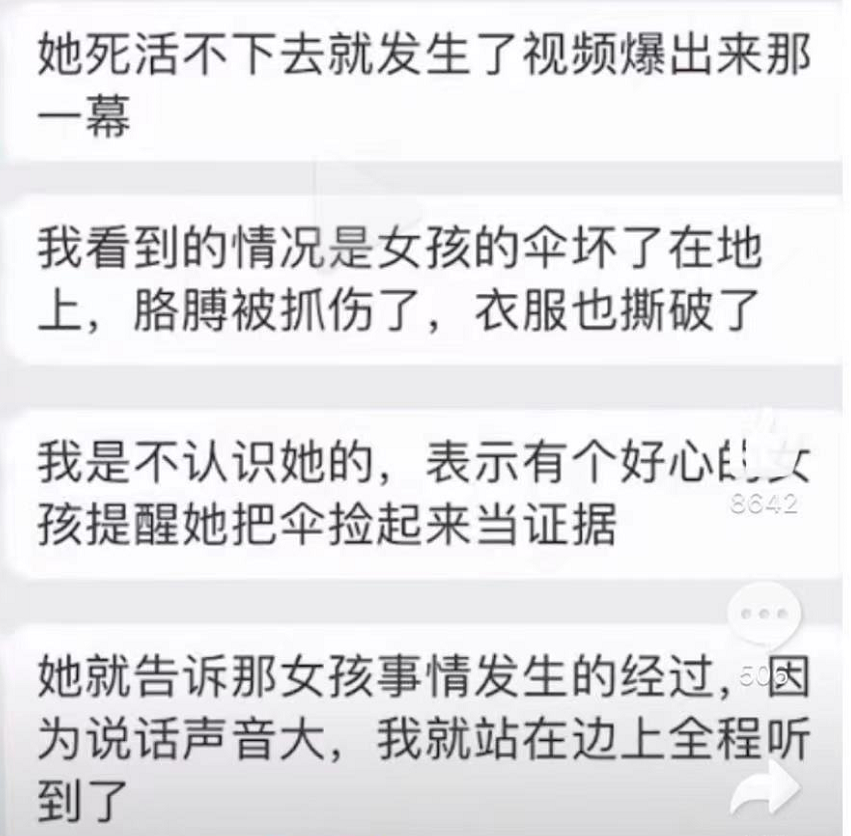 她死活不下去就发生了视频爆出来那
一幕
我看到的情况是女孩的伞坏了在地
上，胳膊被抓伤了，衣服也撕破了
我是不认识她的，表示有个好心的女
孩提醒她把伞捡起来当证据
8642
她就告诉那女孩事情发生的经过，因
为说话声音大，我就站在边上全程听
到了